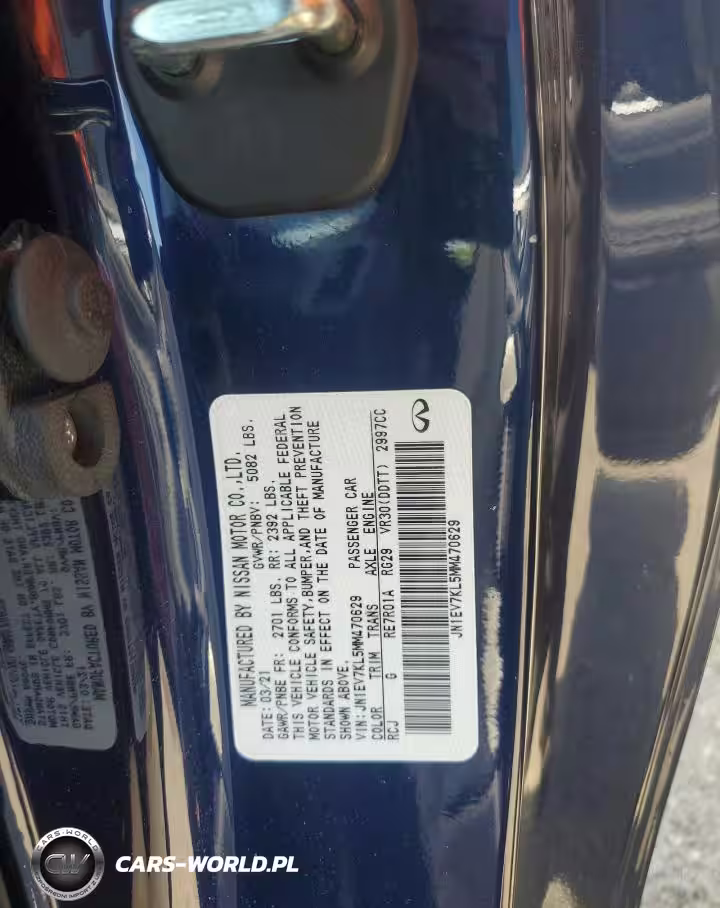 MANUFACTURED BY NISSAN MOTOR CO.,LTD.
DATE: 03/21 GVWR/PNBV: 5082 LBS.
GAWR/PNBE FR: 2701 LBS. RR: 2392 LBS.
THIS VEHICLE CONFORMS TO ALL APPLICABLE FEDERAL
MOTOR VEHICLE SAFETY,BUMPER,AND THEFT PREVENTION
STANDARDS IN EFFECT ON THE DATE OF MANUFACTURE
SHOWN ABOVE.
VIN:JN1EV7KL5MM470629 PASSENGER CAR
COLOR TRIM TRANS AXLE ENGINE
RCJ G RE7R01A RG29 VR30(DDTT) 2997CC
JN1EV7KL5MM470629
CARS-WORLD
CW
CARS-WORLD.PL